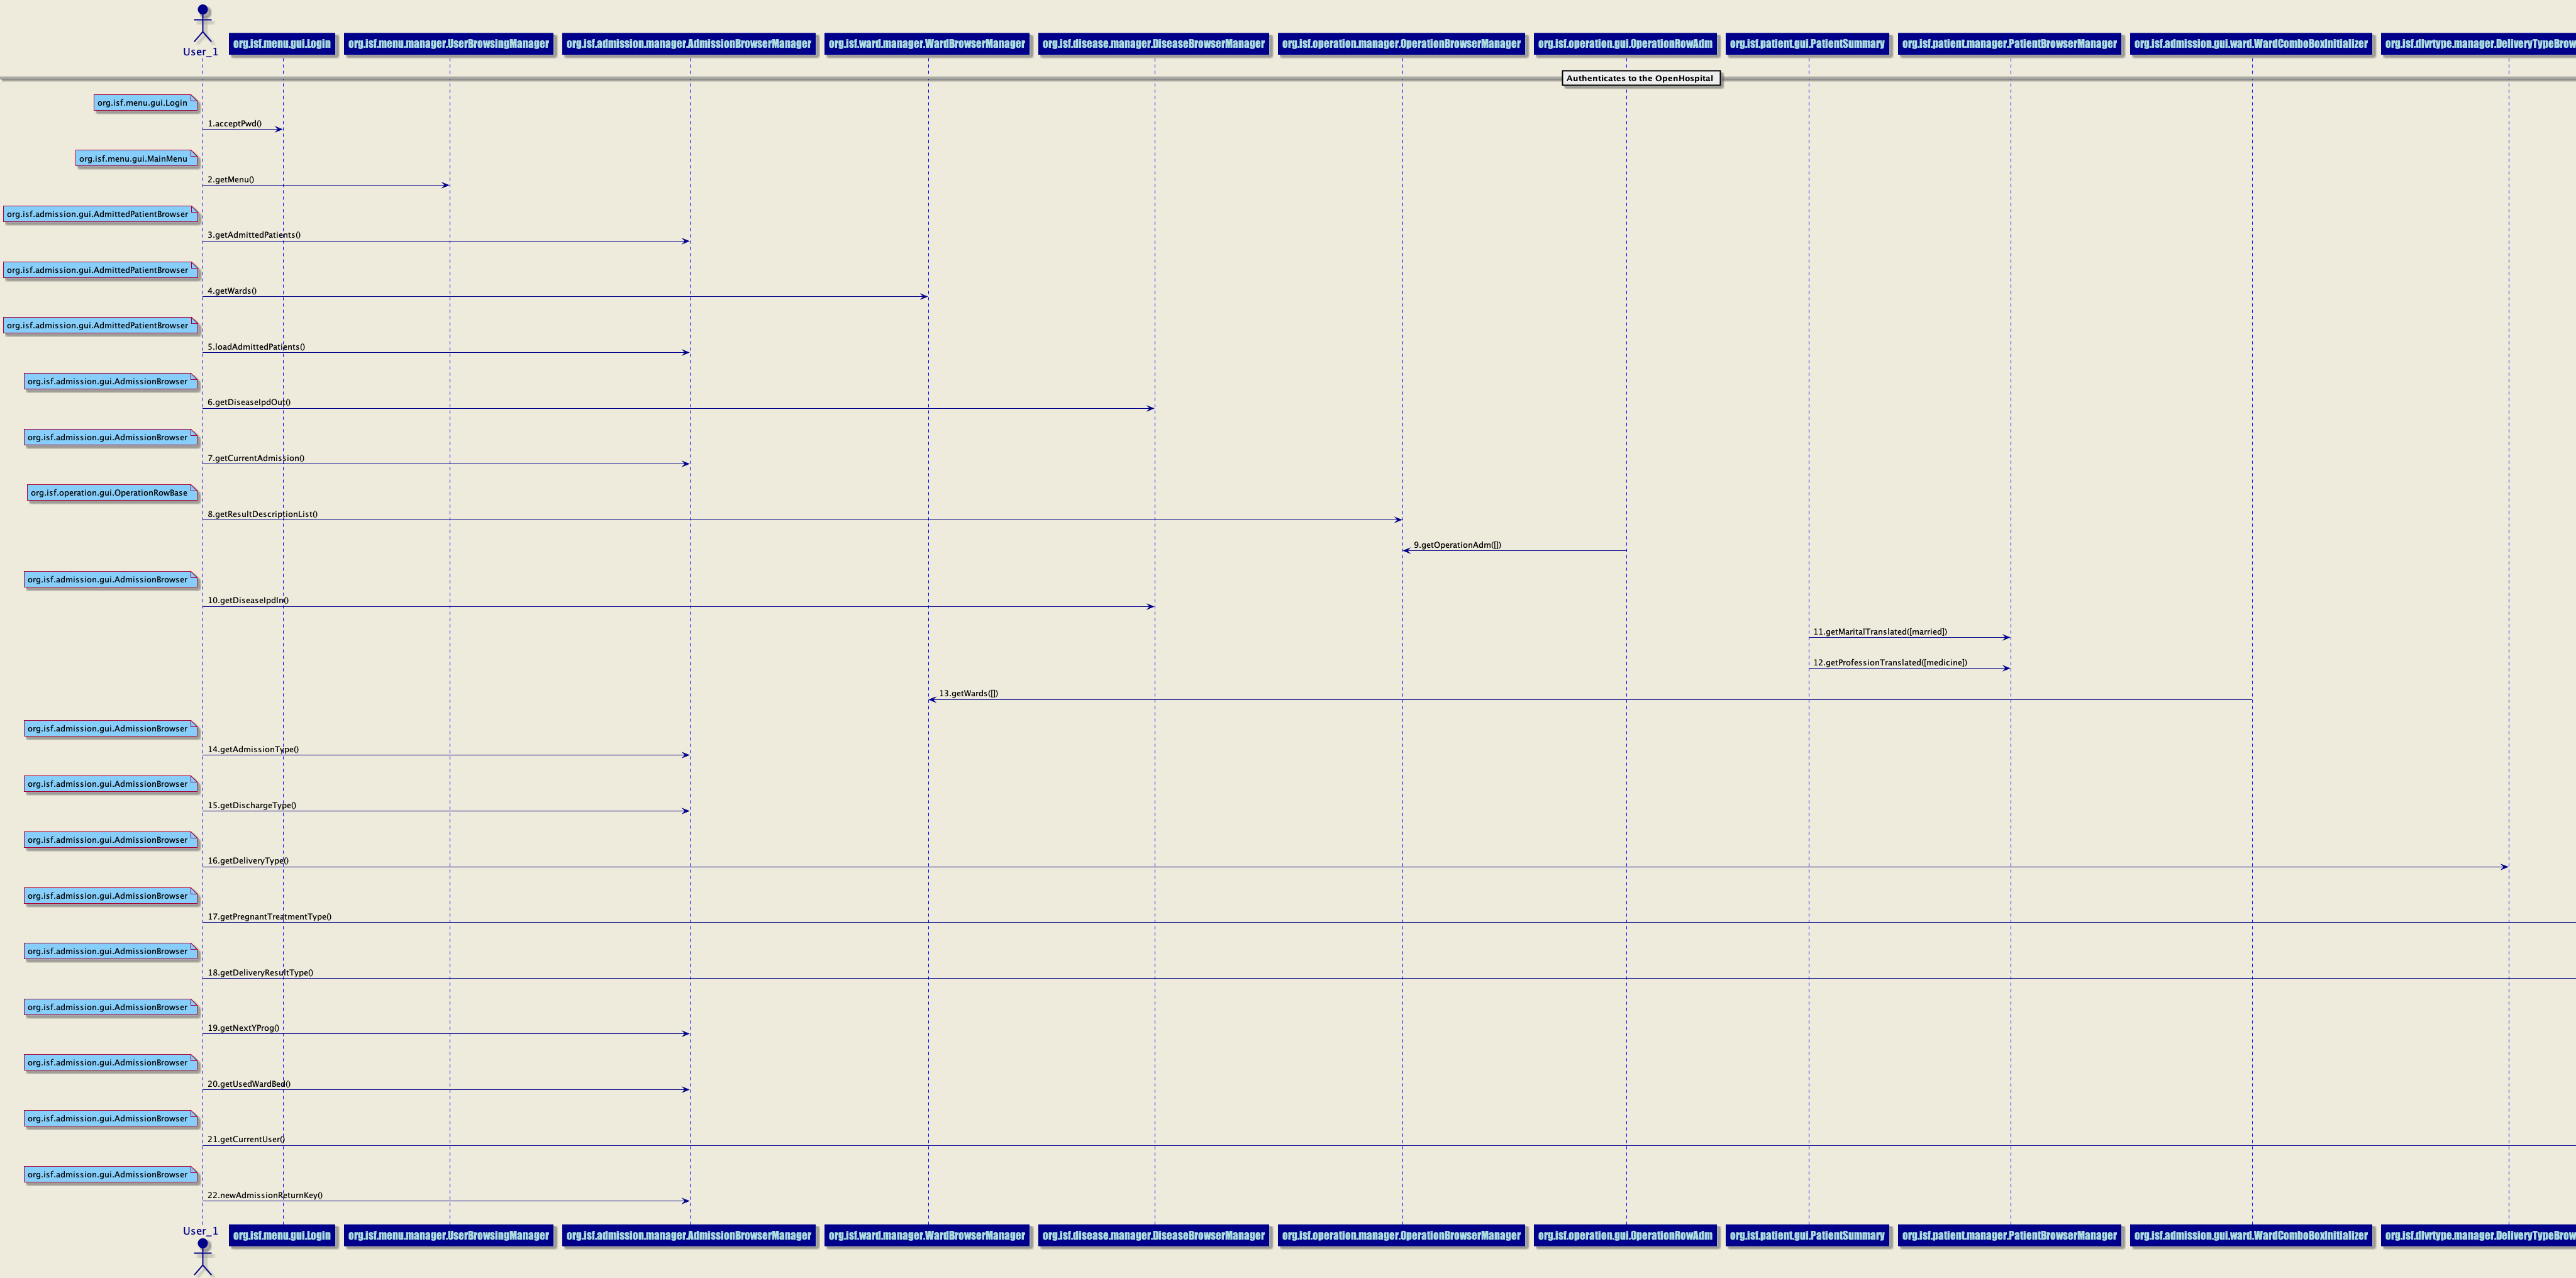 User_1
org.isf.menu.gui.Login
org.isf.menu.manager.UserBrowsingManager
org.isf.admission.manager.AdmissionBrowserManager
org.isf.ward.manager.WardBrowserManager
org.isf.disease.manager.DiseaseBrowserManager
org.isf.operation.manager.OperationBrowserManager
org.isf.operation.gui.OperationRowAdm
org.isf.patient.gui.PatientSummary
org.isf.patient.manager.PatientBrowserManager
org.isf.admission.gui.ward.WardComboBoxInitializer
org.isf.dlvrtype.manager.DeliveryTypeBrow
Authenticates to the OpenHospital
org.isf.menu.gui.Login
1.acceptPwd()
org.isf.menu.gui.MainMenu
2.getMenu()
org.isf.admission.gui.AdmittedPatientBrowser
3.getAdmittedPatients()
org.isf.admission.gui.AdmittedPatientBrowser
4.getWards()
org.isf.admission.gui.AdmittedPatientBrowser
5.loadAdmittedPatients()
org.isf.admission.gui.AdmissionBrowser
6.getDiseaseIpdOut()
org.isf.admission.gui.AdmissionBrowser
7.getCurrentAdmission()
org.isf.operation.gui.OperationRowBase
8.getResultDescriptionList()
9.getOperationAdm([])
org.isf.admission.gui.AdmissionBrowser
10.getDiseaseIpdIn()
11.getMaritalTranslated([married])
12.getProfessionTranslated([medicine])
13.getWards([])
org.isf.admission.gui.AdmissionBrowser
14.getAdmissionType()
org.isf.admission.gui.AdmissionBrowser
15.getDischargeType()
org.isf.admission.gui.AdmissionBrowser
16.getDeliveryType()
org.isf.admission.gui.AdmissionBrowser
17.getPregnantTreatmentType()
org.isf.admission.gui.AdmissionBrowser
18.getDeliveryResultType()
org.isf.admission.gui.AdmissionBrowser
19.getNextYProg()
org.isf.admission.gui.AdmissionBrowser
20.getUsedWardBed()
org.isf.admission.gui.AdmissionBrowser
21.getCurrentUser()
org.isf.admission.gui.AdmissionBrowser
22.newAdmissionReturnKey()
User_1
org.isf.menu.gui.Login
org.isf.menu.manager.UserBrowsingManager
org.isf.admission.manager.AdmissionBrowserManager
org.isf.ward.manager.WardBrowserManager
org.isf.disease.manager.DiseaseBrowserManager
org.isf.operation.manager.OperationBrowserManager
org.isf.operation.gui.OperationRowAdm
org.isf.patient.gui.PatientSummary
org.isf.patient.manager.PatientBrowserManager
org.isf.admission.gui.ward.WardComboBoxInitializer
org.isf.dlvrtype.manager.DeliveryTypeBrow